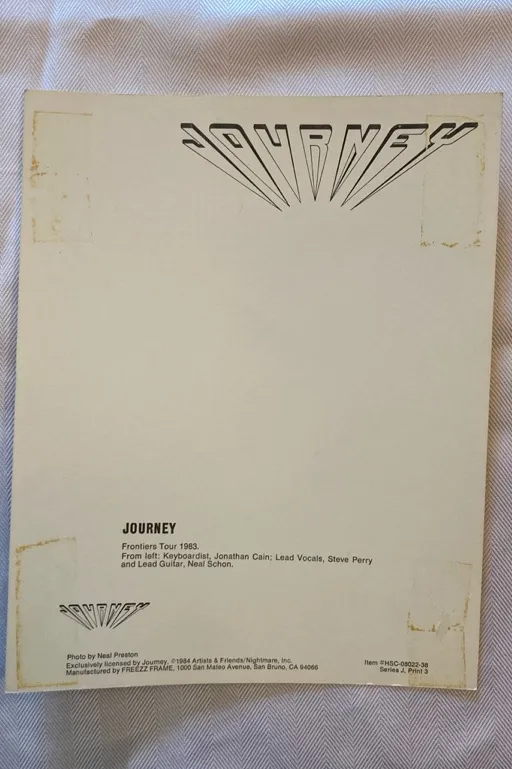 JOURNEY
JOURNEY
Frontiers Tour 1983.
From left: Keyboardist, Jonathan Cain; Lead Vocals, Steve Perry
and Lead Guitar, Neal Schon.
JOURNEY
Photo by Neal Preston
Exclusively licensed by Journey, ©1984 Artists & Friends/Nightmare, Inc.
Manufactured by FREEZZ FRAME, 1000 San Mateo Avenue, San Bruno, CA 94066
Item #HSC-08022-38
Series J, Print 3